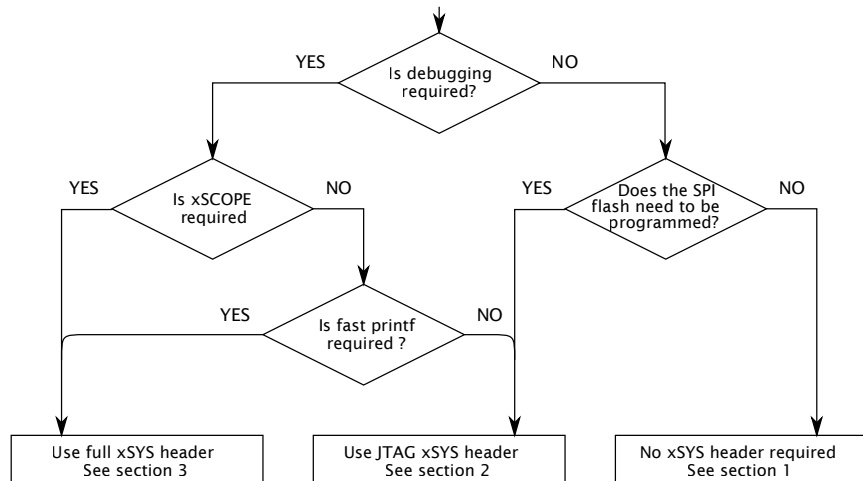 YES
NO
Is debugging
required?
YES
NO
Is xSCOPE
required
YES
NO
Does the SPI
flash need to be
programmed?
YES
NO
Is fast printf
required ?
Use full xSYS header
See section 3
Use JTAG xSYS header
See section 2
No xSYS header required
See section 1